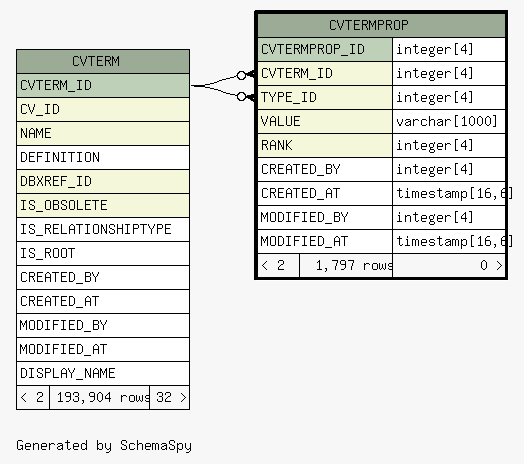 CVTERM
CVTERM_ID
CV_ID
NAME
DEFINITION
DBXREF_ID
IS_OBSOLETE
IS_RELATIONSHIPTYPE
IS_ROOT
CREATED_BY
CREATED_AT
MODIFIED_BY
MODIFIED_AT
DISPLAY_NAME
< 2 193,904 rows 32 >
CVTERMPROP
CVTERMPROP_ID integer[4]
CVTERM_ID integer[4]
TYPE_ID integer[4]
VALUE varchar[1000]
RANK integer[4]
CREATED_BY integer[4]
CREATED_AT timestamp[16,6]
MODIFIED_BY integer[4]
MODIFIED_AT timestamp[16,6]
< 2 1,797 rows 0 >
Generated by SchemaSpy